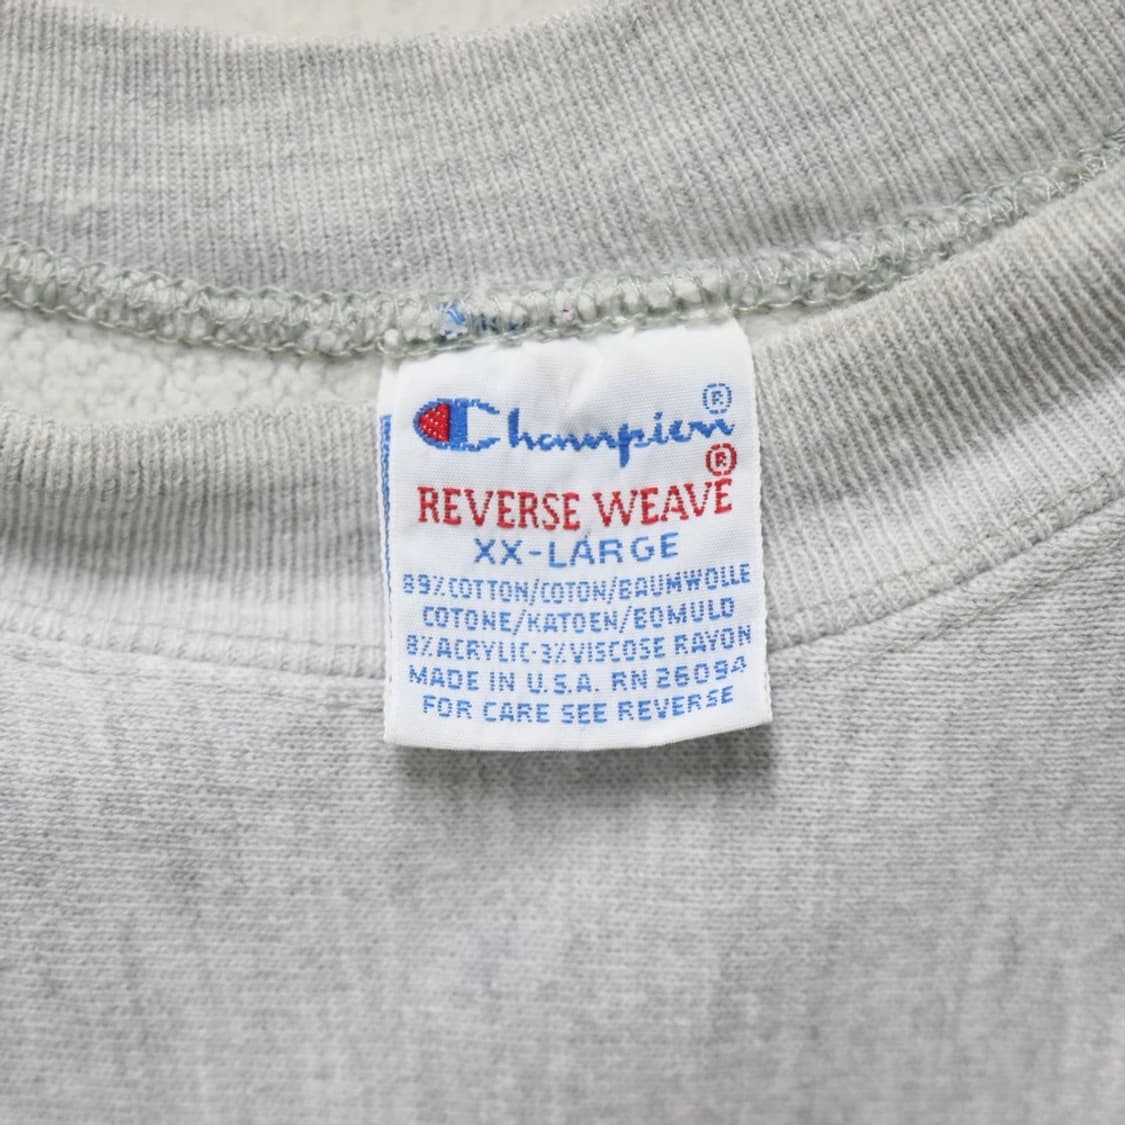 Champion®
REVERSE WEAVE®
XX-LARGE
89% COTTON/COTON/BAUMWOLLE
COTONE/KATOEN/BOMULD
8% ACRYLIC-3% VISCOSE RAYON
MADE IN U.S.A. RN 26094
FOR CARE SEE REVERSE